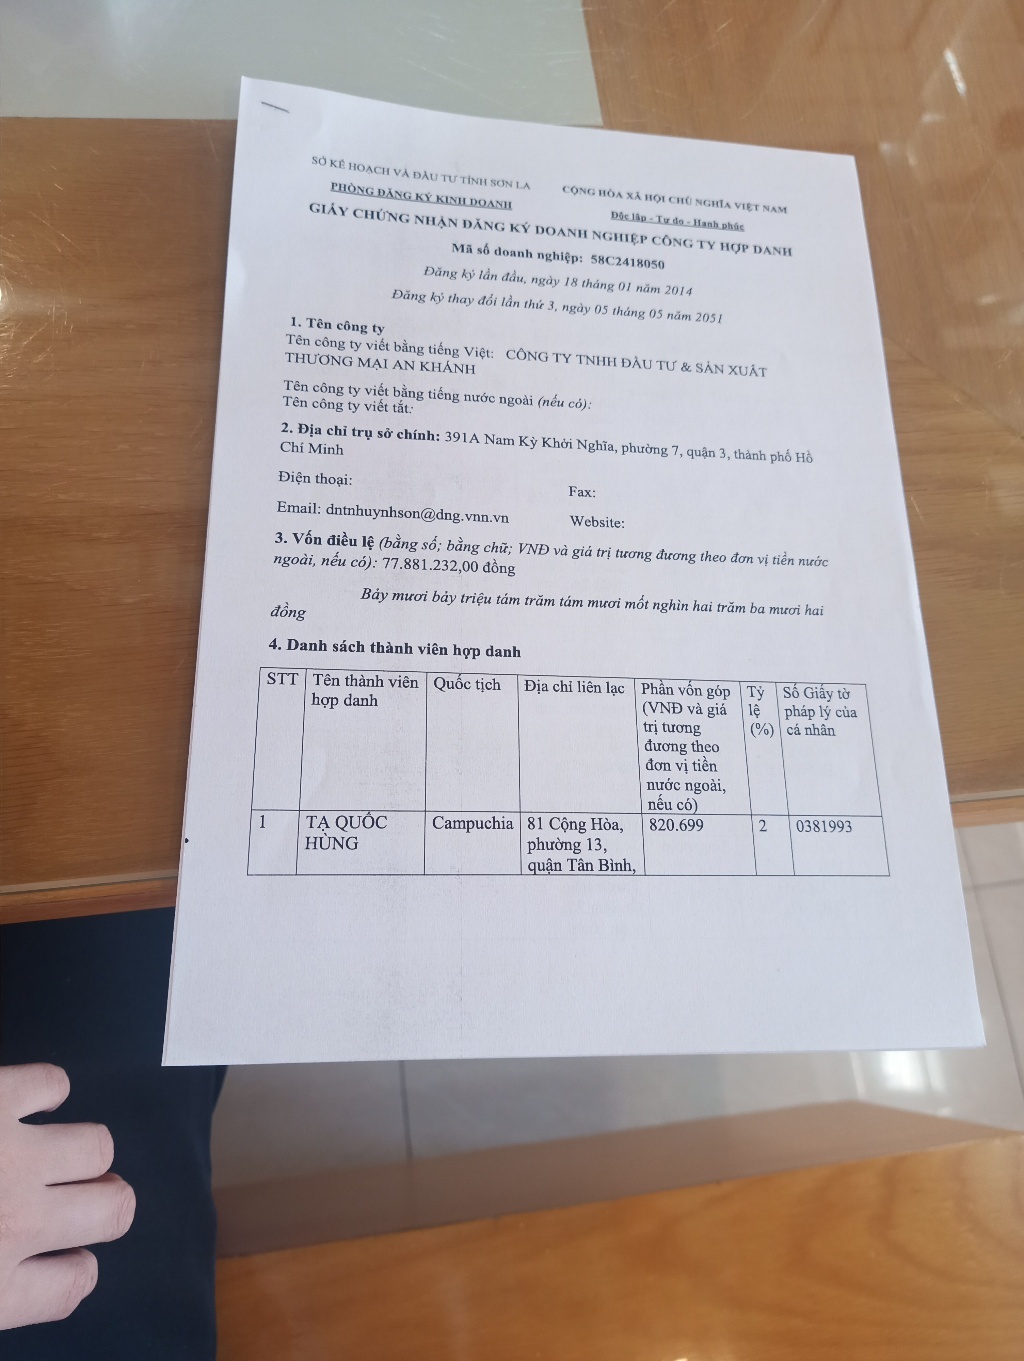 SỞ KẾ HOẠCH VÀ ĐẦU TƯ TỈNH SƠN LA
PHÒNG ĐĂNG KÝ KINH DOANH
CỘNG HÒA XÃ HỘI CHỦ NGHĨA VIỆT NAM
Độc lập - Tự do - Hạnh phúc
GIẤY CHỨNG NHẬN ĐĂNG KÝ DOANH NGHIỆP CÔNG TY HỢP DANH
Mã số doanh nghiệp: 58C2418050
Đăng ký lần đầu, ngày 18 tháng 01 năm 2014
Đăng ký thay đổi lần thứ 3, ngày 05 tháng 05 năm 2051
1. Tên công ty
Tên công ty viết bằng tiếng Việt: CÔNG TY TNHH ĐẦU TƯ & SẢN XUẤT
THƯƠNG MẠI AN KHÁNH
Tên công ty viết bằng tiếng nước ngoài (nếu có):
Tên công ty viết tắt:
2. Địa chỉ trụ sở chính: 391A Nam Kỳ Khởi Nghĩa, phường 7, quận 3, thành phố Hồ
Chí Minh
Điện thoại:
Fax:
Email: dntnhuynhson@dng.vnn.vn
Website:
3. Vốn điều lệ (bằng số; bằng chữ; VNĐ và giá trị tương đương theo đơn vị tiền nước
ngoài, nếu có): 77.881.232,00 đồng
Bảy mươi bảy triệu tám trăm tám mươi mốt nghìn hai trăm ba mươi hai
đồng
4. Danh sách thành viên hợp danh
STT
Tên thành viên
hợp danh
Quốc tịch
Địa chỉ liên lạc
Phần vốn góp
(VNĐ và giá
trị tương
đương theo
đơn vị tiền
nước ngoài,
nếu có)
Tỷ
lệ
(%)
Số Giấy tờ
pháp lý của
cá nhân
1
TẠ QUỐC
HÙNG
Campuchia
81 Cộng Hòa,
phường 13,
quận Tân Bình,
820.699
2
0381993